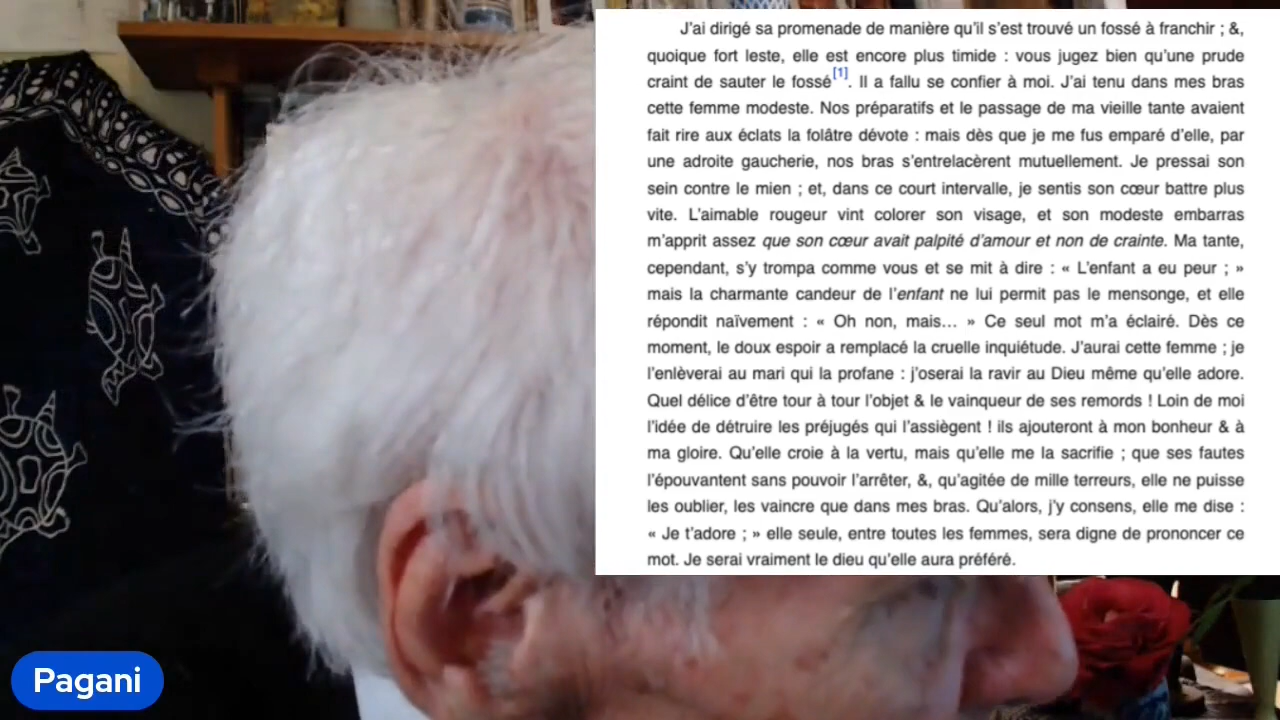 J'ai dirigé sa promenade de manière qu'il s'est trouvé un fossé à franchir ; &,
quoique fort leste, elle est encore plus timide : vous jugez bien qu'une prude
craint de sauter le fossé[1]. Il a fallu se confier à moi. J'ai tenu dans mes bras
cette femme modeste. Nos préparatifs et le passage de ma vieille tante avaient
fait rire aux éclats la folâtre dévote : mais dès que je me fus emparé d'elle, par
une adroite gaucherie, nos bras s'entrelacèrent mutuellement. Je pressai son
sein contre le mien ; et, dans ce court intervalle, je sentis son cœur battre plus
vite. L'aimable rougeur vint colorer son visage, et son modeste embarras
m'apprit assez que son cœur avait palpité d'amour et non de crainte. Ma tante,
cependant, s'y trompa comme vous et se mit à dire : « L'enfant a eu peur ; »
mais la charmante candeur de l'enfant ne lui permit pas le mensonge, et elle
répondit naïvement : « Oh non, mais... » Ce seul mot m'a éclairé. Dès ce
moment, le doux espoir a remplacé la cruelle inquiétude. J'aurai cette femme ; je
l'enlèverai au mari qui la profane : j'oserai la ravir au Dieu même qu'elle adore.
Quel délice d'être tour à tour l'objet & le vainqueur de ses remords ! Loin de moi
l'idée de détruire les préjugés qui l'assiègent ! ils ajouteront à mon bonheur & à
ma gloire. Qu'elle croie à la vertu, mais qu'elle me la sacrifie ; que ses fautes
l'épouvantent sans pouvoir l'arrêter, &, qu'agitée de mille terreurs, elle ne puisse
les oublier, les vaincre que dans mes bras. Qu'alors, j'y consens, elle me dise :
« Je t'adore ; » elle seule, entre toutes les femmes, sera digne de prononcer ce
mot. Je serai vraiment le dieu qu'elle aura préféré.
Pagani